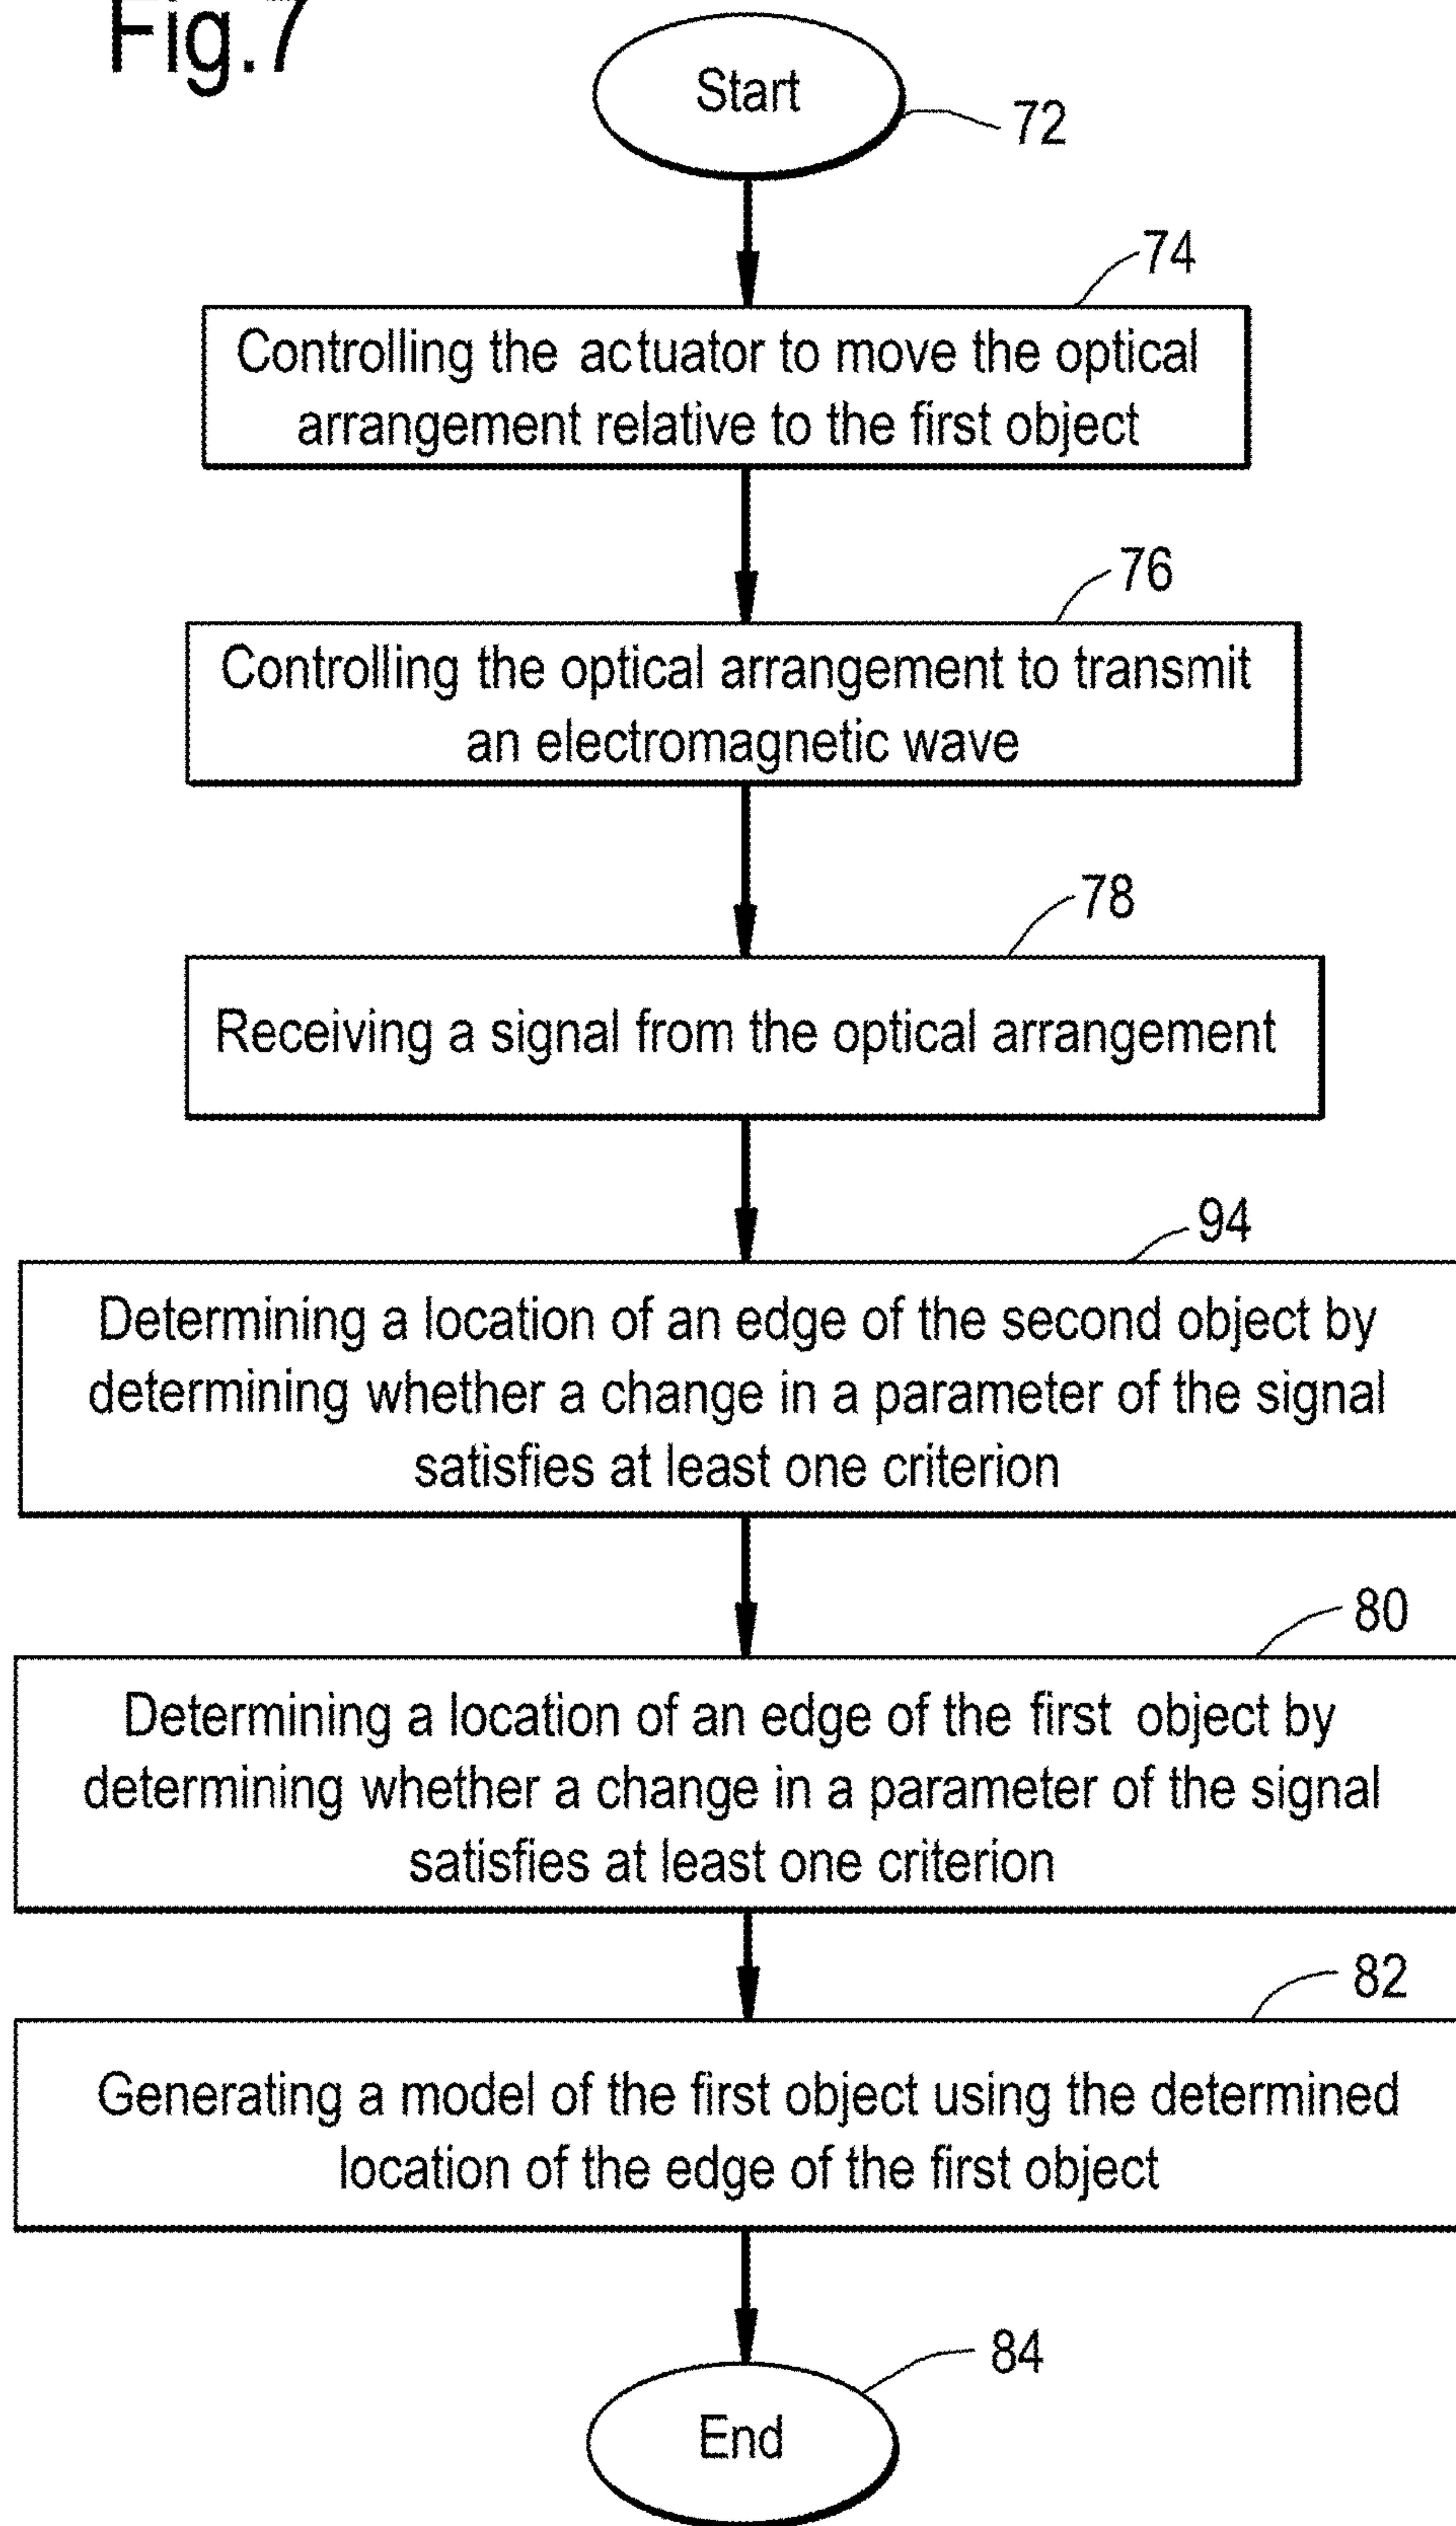 Fig.7
Start
72
74
Controlling the actuator to move the optical
arrangement relative to the first object
76
Controlling the optical arrangement to transmit
an electromagnetic wave
78
Receiving a signal from the optical arrangement
94
Determining a location of an edge of the second object by
determining whether a change in a parameter of the signal
satisfies at least one criterion
80
Determining a location of an edge of the first object by
determining whether a change in a parameter of the signal
satisfies at least one criterion
82
Generating a model of the first object using the determined
location of the edge of the first object
84
End